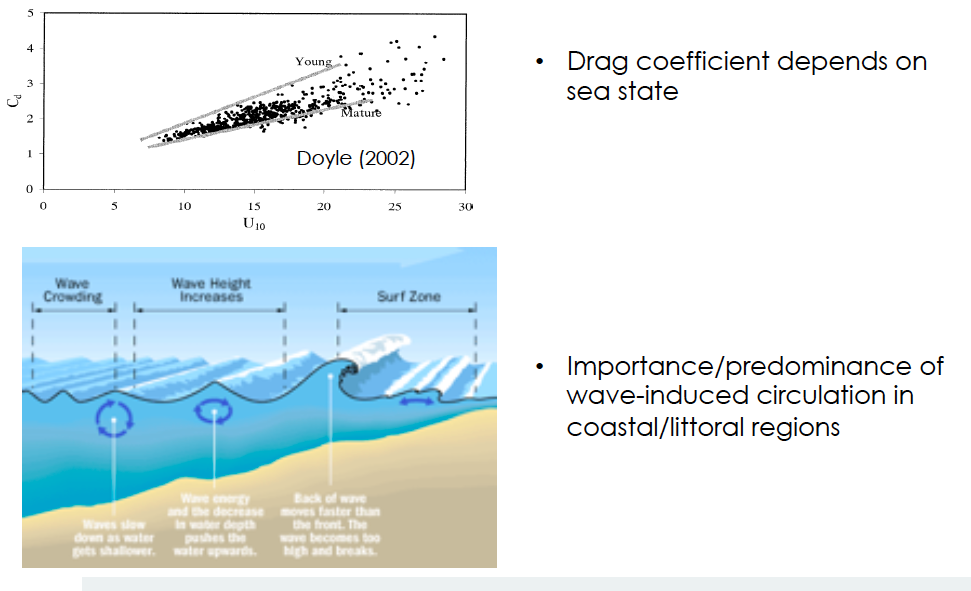 5
4
3
2
1
0
C_d
Young
Mature
Doyle (2002)
0 5 10 15 20 25 30
U_10
• Drag coefficient depends on
sea state
Wave
Crowding
Wave Height
Increases
Surf Zone
Waves slow
down as water
gets shallower.
Wave energy
and the decrease
in water depth
pushes the
water upwards.
Back of wave
moves faster than
the front. The
wave becomes too
high and breaks.
• Importance/predominance of
wave-induced circulation in
coastal/littoral regions